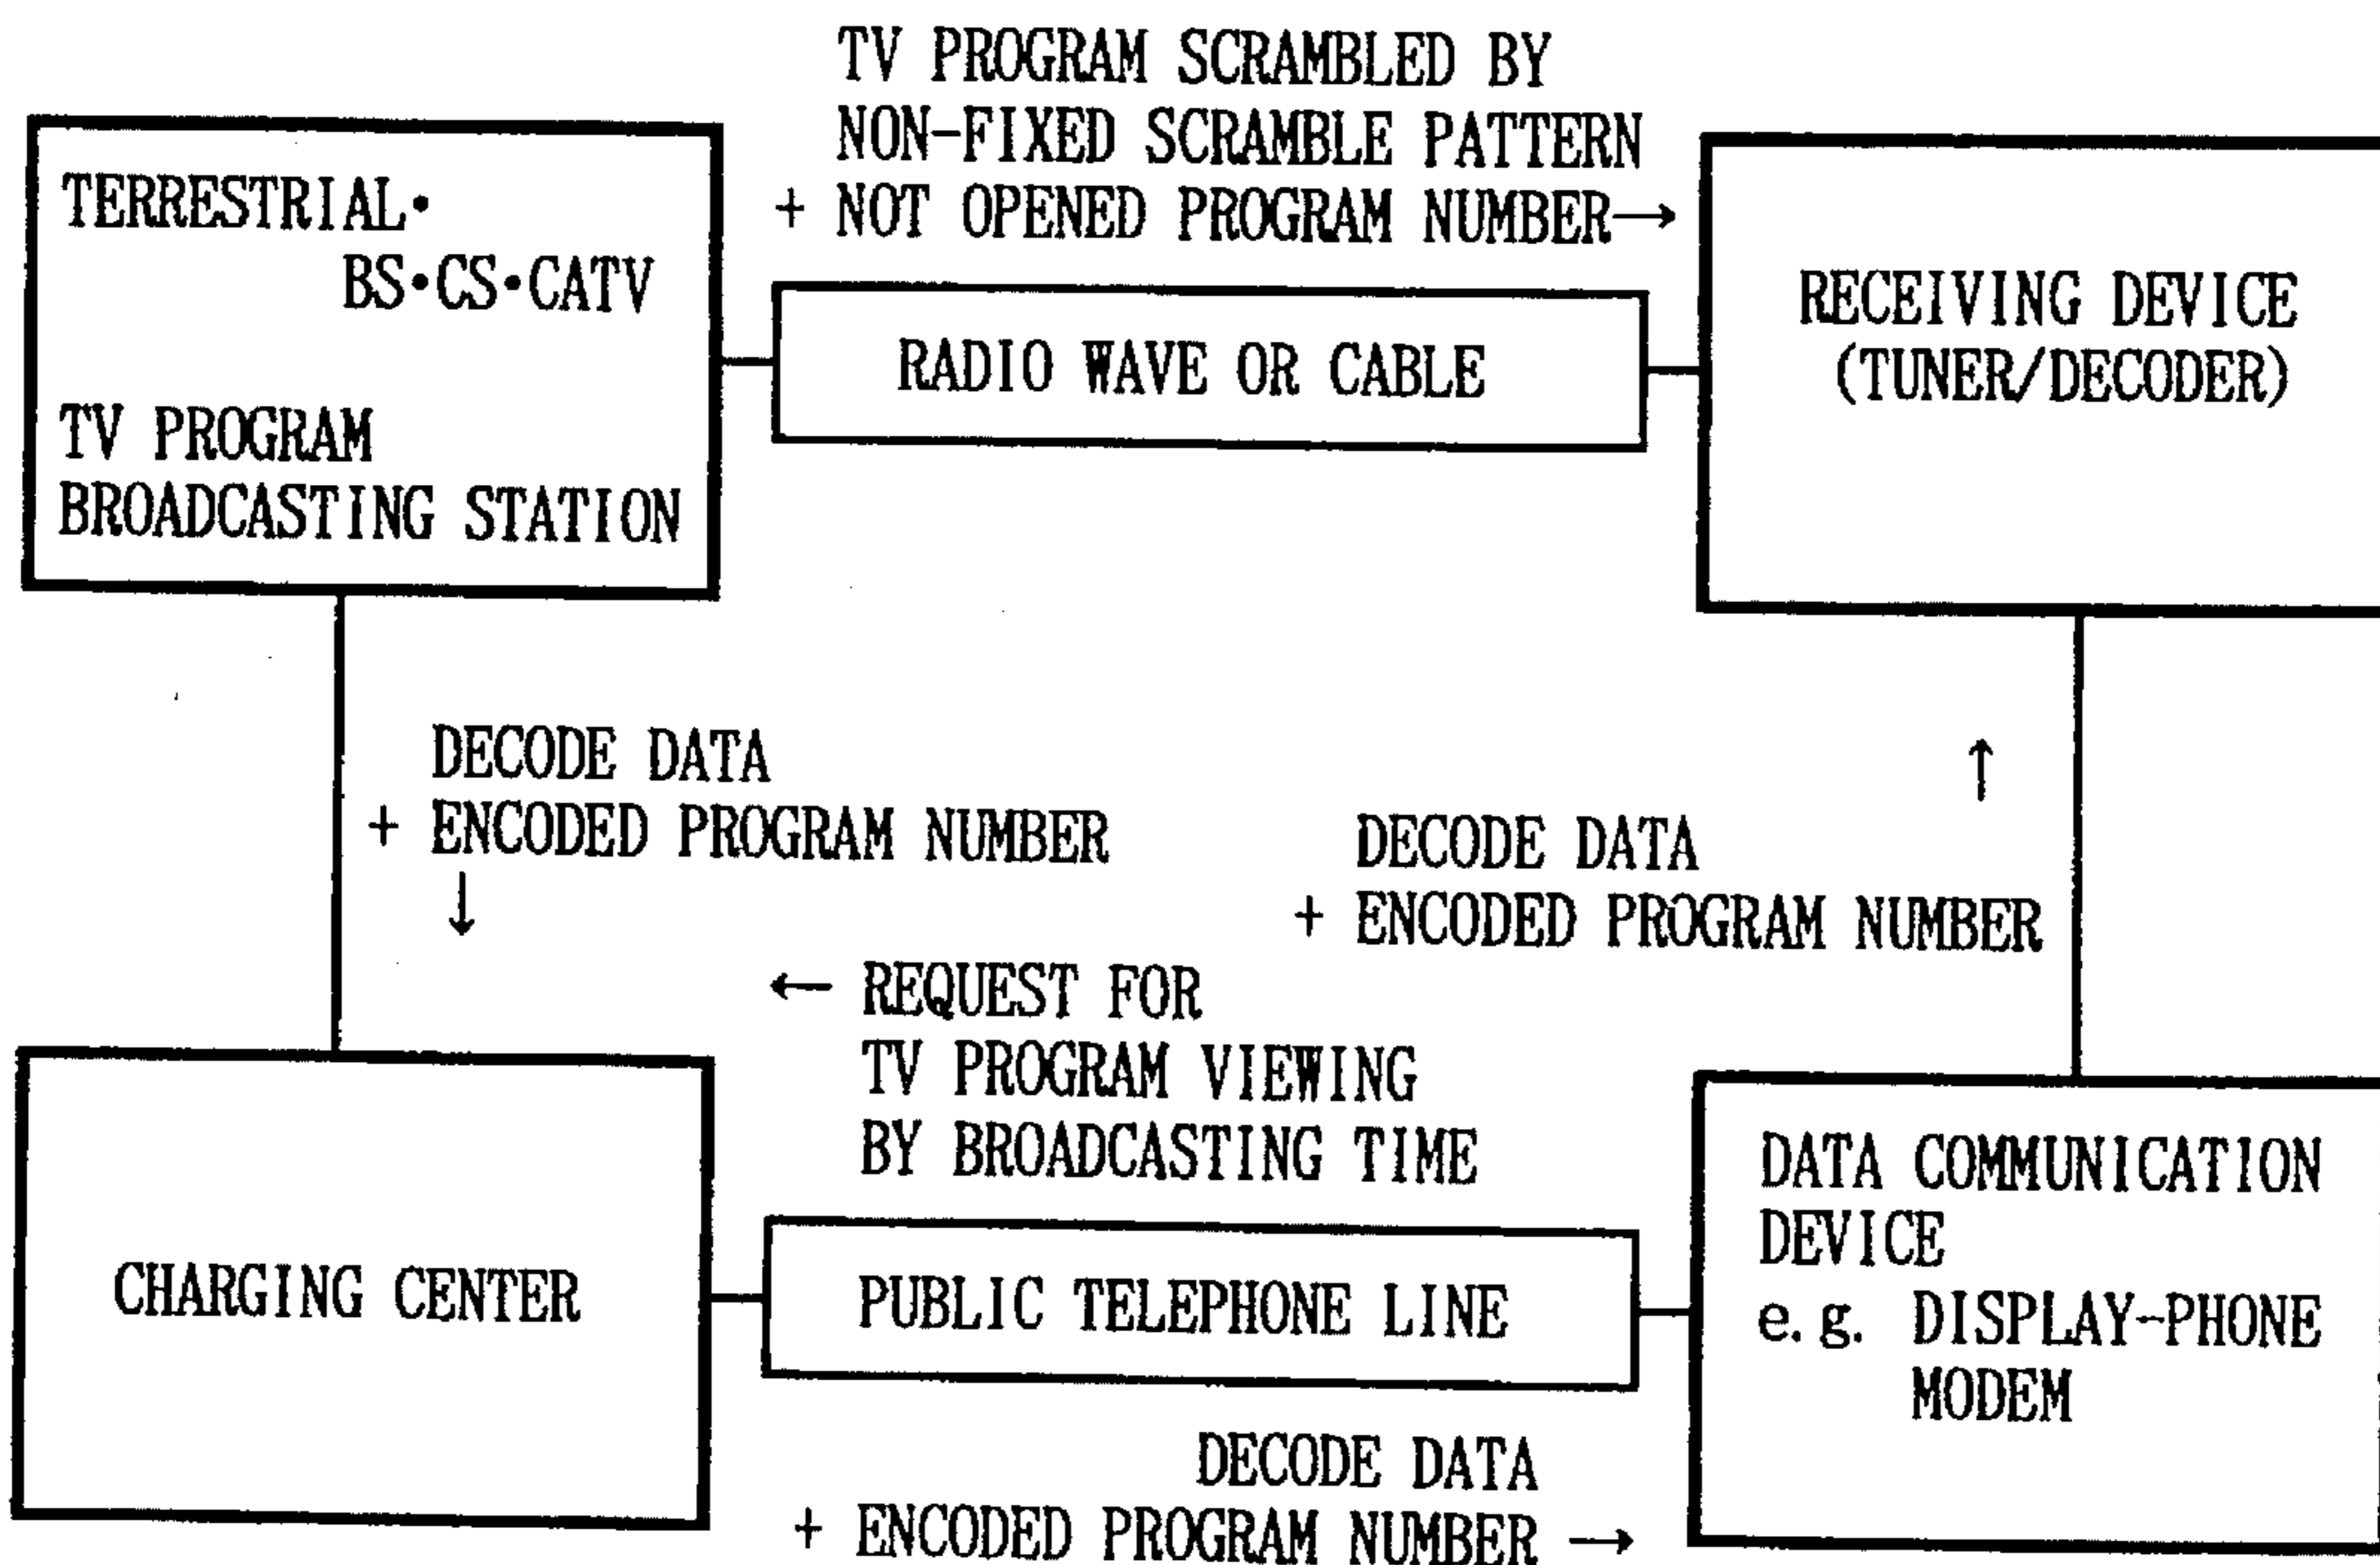 TV PROGRAM SCRAMBLED BY
NON-FIXED SCRAMBLE PATTERN
+ NOT OPENED PROGRAM NUMBER→
TERRESTRIAL・
BS・CS・CATV
TV PROGRAM
BROADCASTING STATION
RADIO WAVE OR CABLE
RECEIVING DEVICE
(TUNER/DECODER)
DECODE DATA
+ ENCODED PROGRAM NUMBER
↓
↑
DECODE DATA
+ ENCODED PROGRAM NUMBER
← REQUEST FOR
TV PROGRAM VIEWING
BY BROADCASTING TIME
CHARGING CENTER
PUBLIC TELEPHONE LINE
DATA COMMUNICATION
DEVICE
e.g. DISPLAY-PHONE
MODEM
DECODE DATA
+ ENCODED PROGRAM NUMBER →